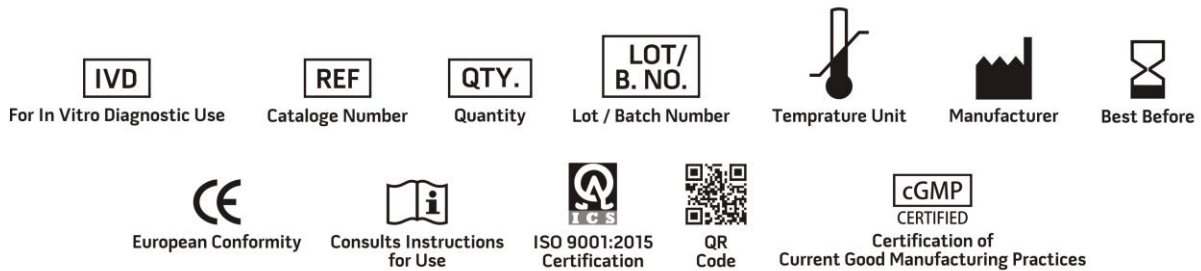 IVD
REF
QTY.
LOT/
B. NO.
For In Vitro Diagnostic Use
Cataloge Number
Quantity
Lot / Batch Number
Temprature Unit
Manufacturer
Best Before
CE
i
ICS
cGMP
CERTIFIED
European Conformity
Consults Instructions
for Use
ISO 9001:2015
Certification
QR
Code
Certification of
Current Good Manufacturing Practices